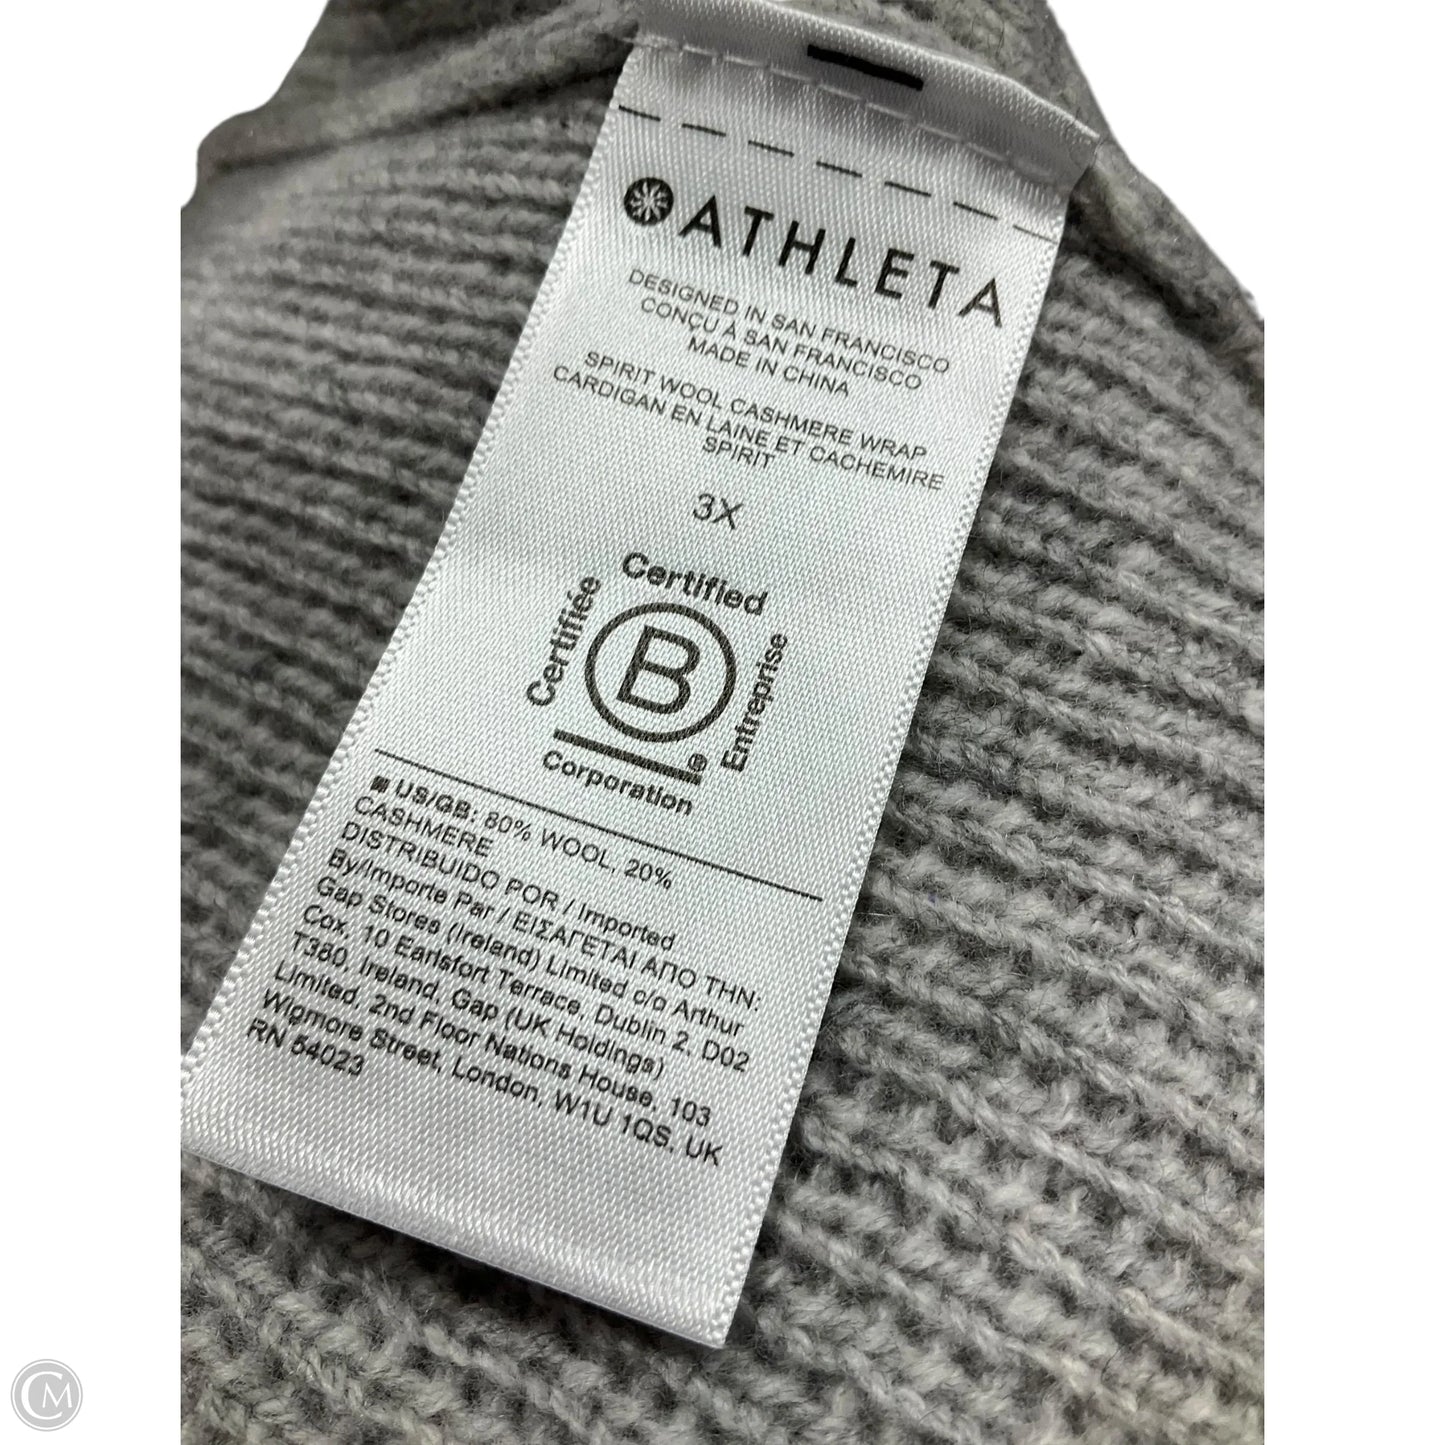 ATHLETA
DESIGNED IN SAN FRANCISCO
CONÇU À SAN FRANCISCO
MADE IN CHINA
SPIRIT WOOL CASHMERE WRAP
CARDIGAN EN LAINE ET CACHEMIRE
SPIRIT
3X
Certified
Certifiée
B
Entreprise
®
Corporation
US/GB: 80% WOOL, 20%
CASHMERE
DISTRIBUIDO POR / Imported
By/Importe Par / ΕΙΣΑΓΕΤΑΙ ΑΠΟ ΤΗΝ:
Gap Stores (Ireland) Limited c/o Arthur
Cox, 10 Earlsfort Terrace, Dublin 2, D02
T380, Ireland, Gap (UK Holdings)
Limited, 2nd Floor Nations House, 103
Wigmore Street, London, W1U 1QS, UK
RN 54023
CM